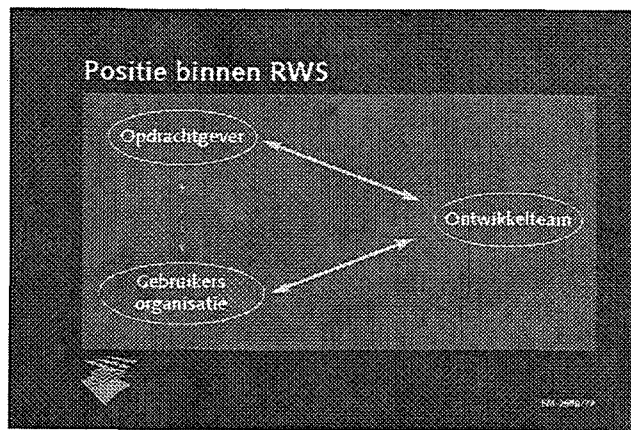 Positie binnen RWS
Opdrachtgever
Ontwikkelteam
Gebruikers
organisatie